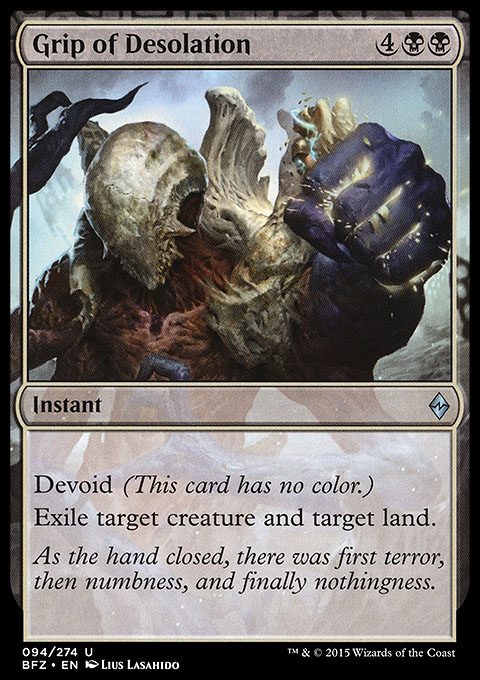 Grip of Desolation 4
Instant
Devoid (This card has no color.)
Exile target creature and target land.
As the hand closed, there was first terror,
then numbness, and finally nothingness.
094/274 U
BFZ • EN Lius Lasahido
™ & © 2015 Wizards of the Coast